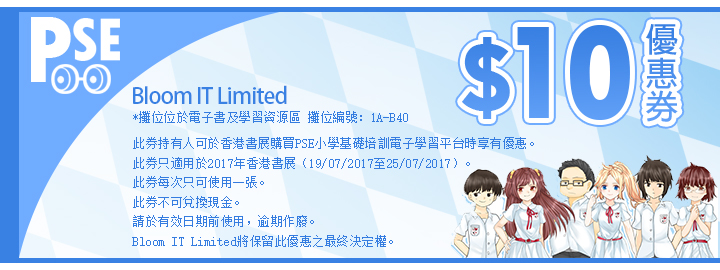 PSE
$10
優惠券
Bloom IT Limited
*攤位位於電子書及學習資源區 攤位編號: 1A-B40
此券持有人可於香港書展購買PSE小學基礎培訓電子學習平台時享有優惠。
此券只適用於2017年香港書展（19/07/2017至25/07/2017）。
此券每次只可使用一張。
此券不可兌換現金。
請於有效日期前使用，逾期作廢。
Bloom IT Limited將保留此優惠之最終決定權。